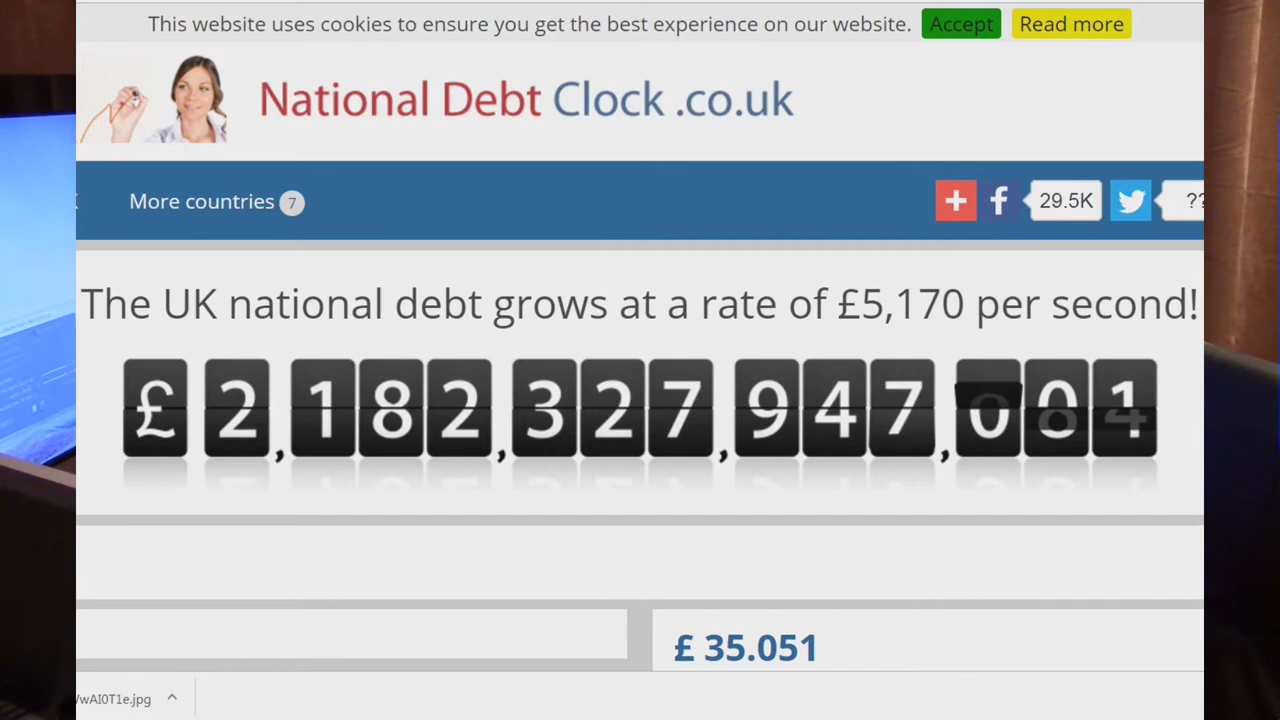 This website uses cookies to ensure you get the best experience on our website. Accept Read more
National Debt Clock .co.uk
More countries 7 + f 29.5K ??
The UK national debt grows at a rate of £5,170 per second!
£ 2,182,327,947,
£ 35.051
wAI0T1e.jpg